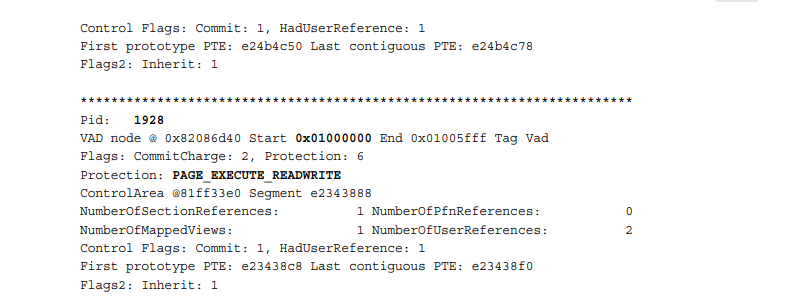 Control Flags: Commit: 1, HadUserReference: 1
First prototype PTE: e24b4c50 Last contiguous PTE: e24b4c78
Flags2: Inherit: 1
************************************************************************
Pid:   1928
VAD node @ 0x82086d40 Start 0x01000000 End 0x01005fff Tag Vad
Flags: CommitCharge: 2, Protection: 6
Protection: PAGE_EXECUTE_READWRITE
ControlArea @81ff33e0 Segment e2343888
NumberOfSectionReferences:          1 NumberOfPfnReferences:           0
NumberOfMappedViews:                1 NumberOfUserReferences:          2
Control Flags: Commit: 1, HadUserReference: 1
First prototype PTE: e23438c8 Last contiguous PTE: e23438f0
Flags2: Inherit: 1